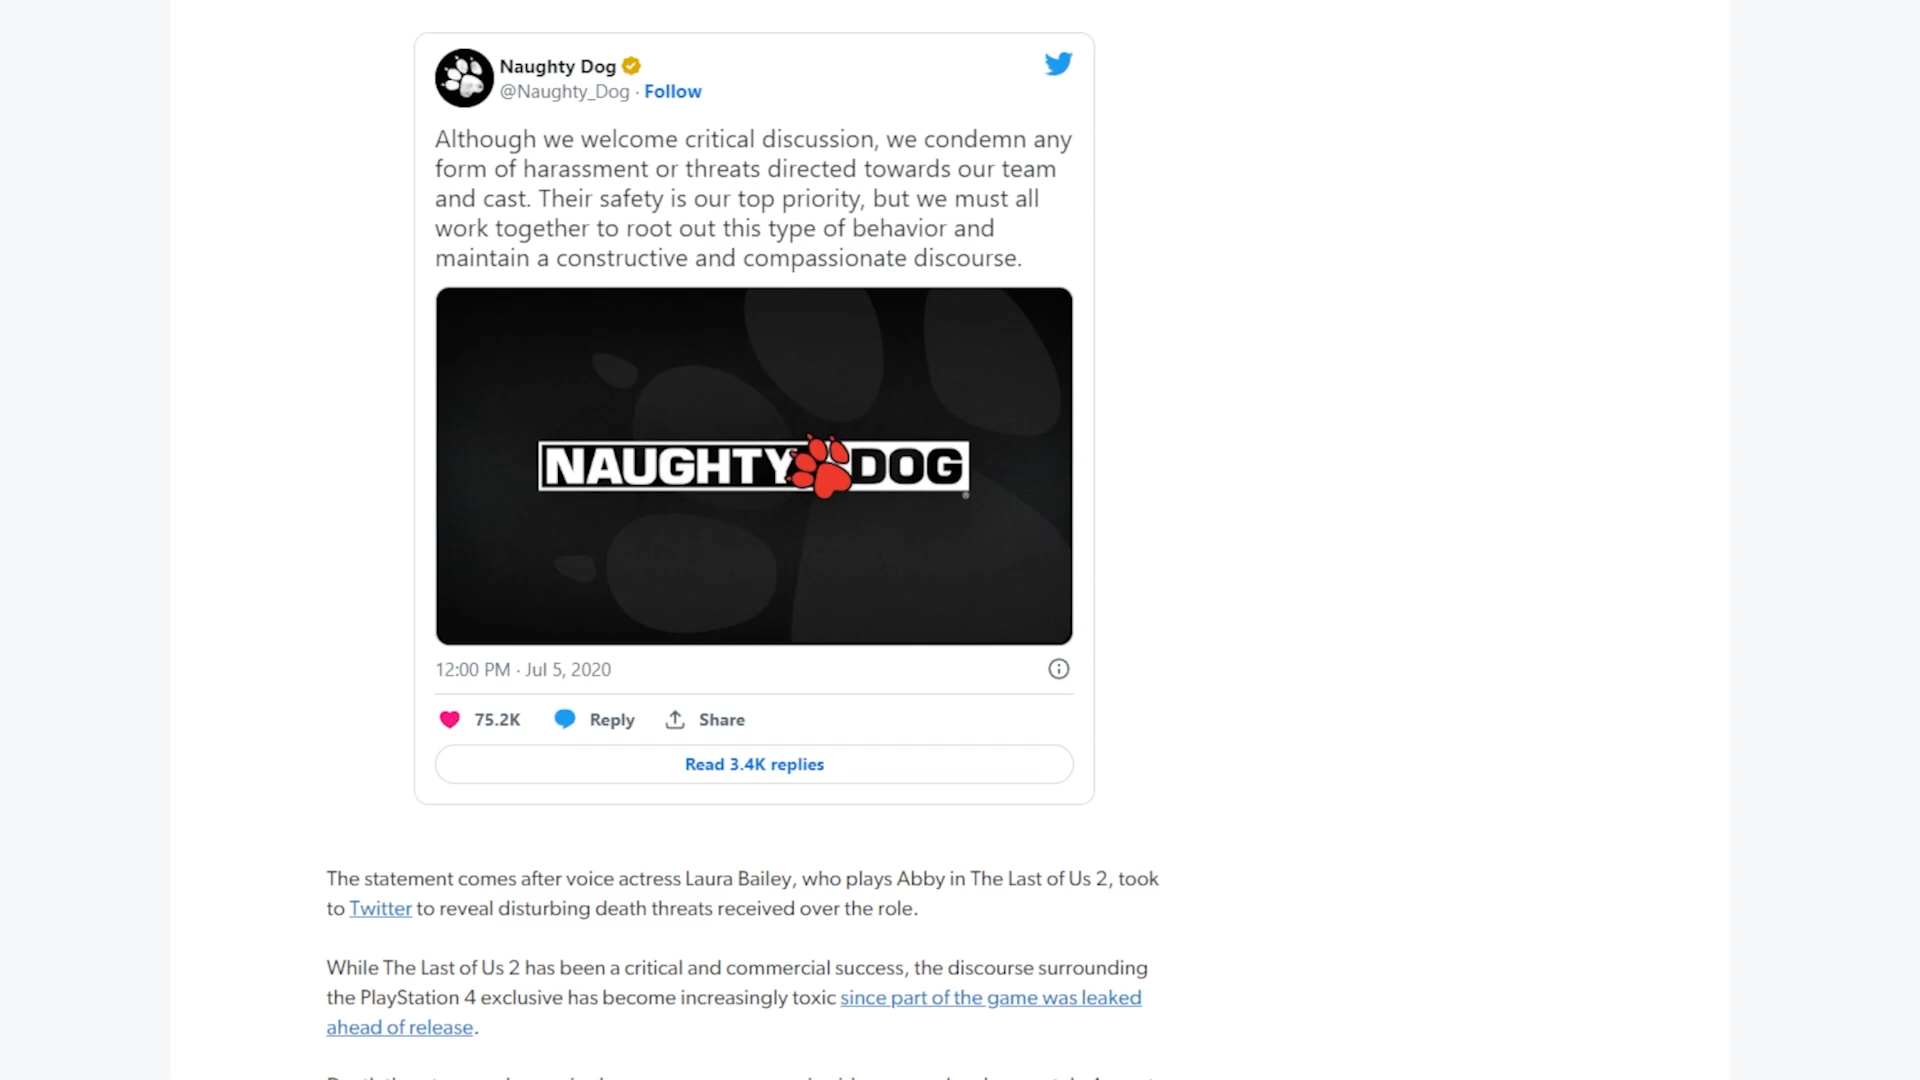 Naughty Dog
@Naughty_Dog · Follow
Although we welcome critical discussion, we condemn any
form of harassment or threats directed towards our team
and cast. Their safety is our top priority, but we must all
work together to root out this type of behavior and
maintain a constructive and compassionate discourse.
NAUGHTY DOG
12:00 PM · Jul 5, 2020
75.2K Reply Share
Read 3.4K replies
The statement comes after voice actress Laura Bailey, who plays Abby in The Last of Us 2, took
to Twitter to reveal disturbing death threats received over the role.
While The Last of Us 2 has been a critical and commercial success, the discourse surrounding
the PlayStation 4 exclusive has become increasingly toxic since part of the game was leaked
ahead of release.